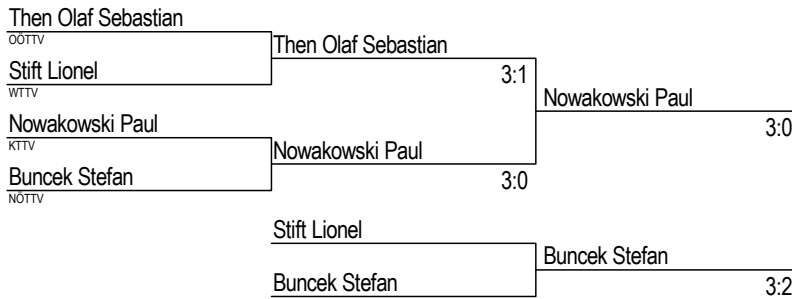 Then Olaf Sebastian
OÖTTV
Then Olaf Sebastian
Stift Lionel
3:1
WTTV
Nowakowski Paul
Nowakowski Paul
3:0
KTTV
Nowakowski Paul
Buncek Stefan
3:0
NÖTTV
Stift Lionel
Buncek Stefan
Buncek Stefan
3:2